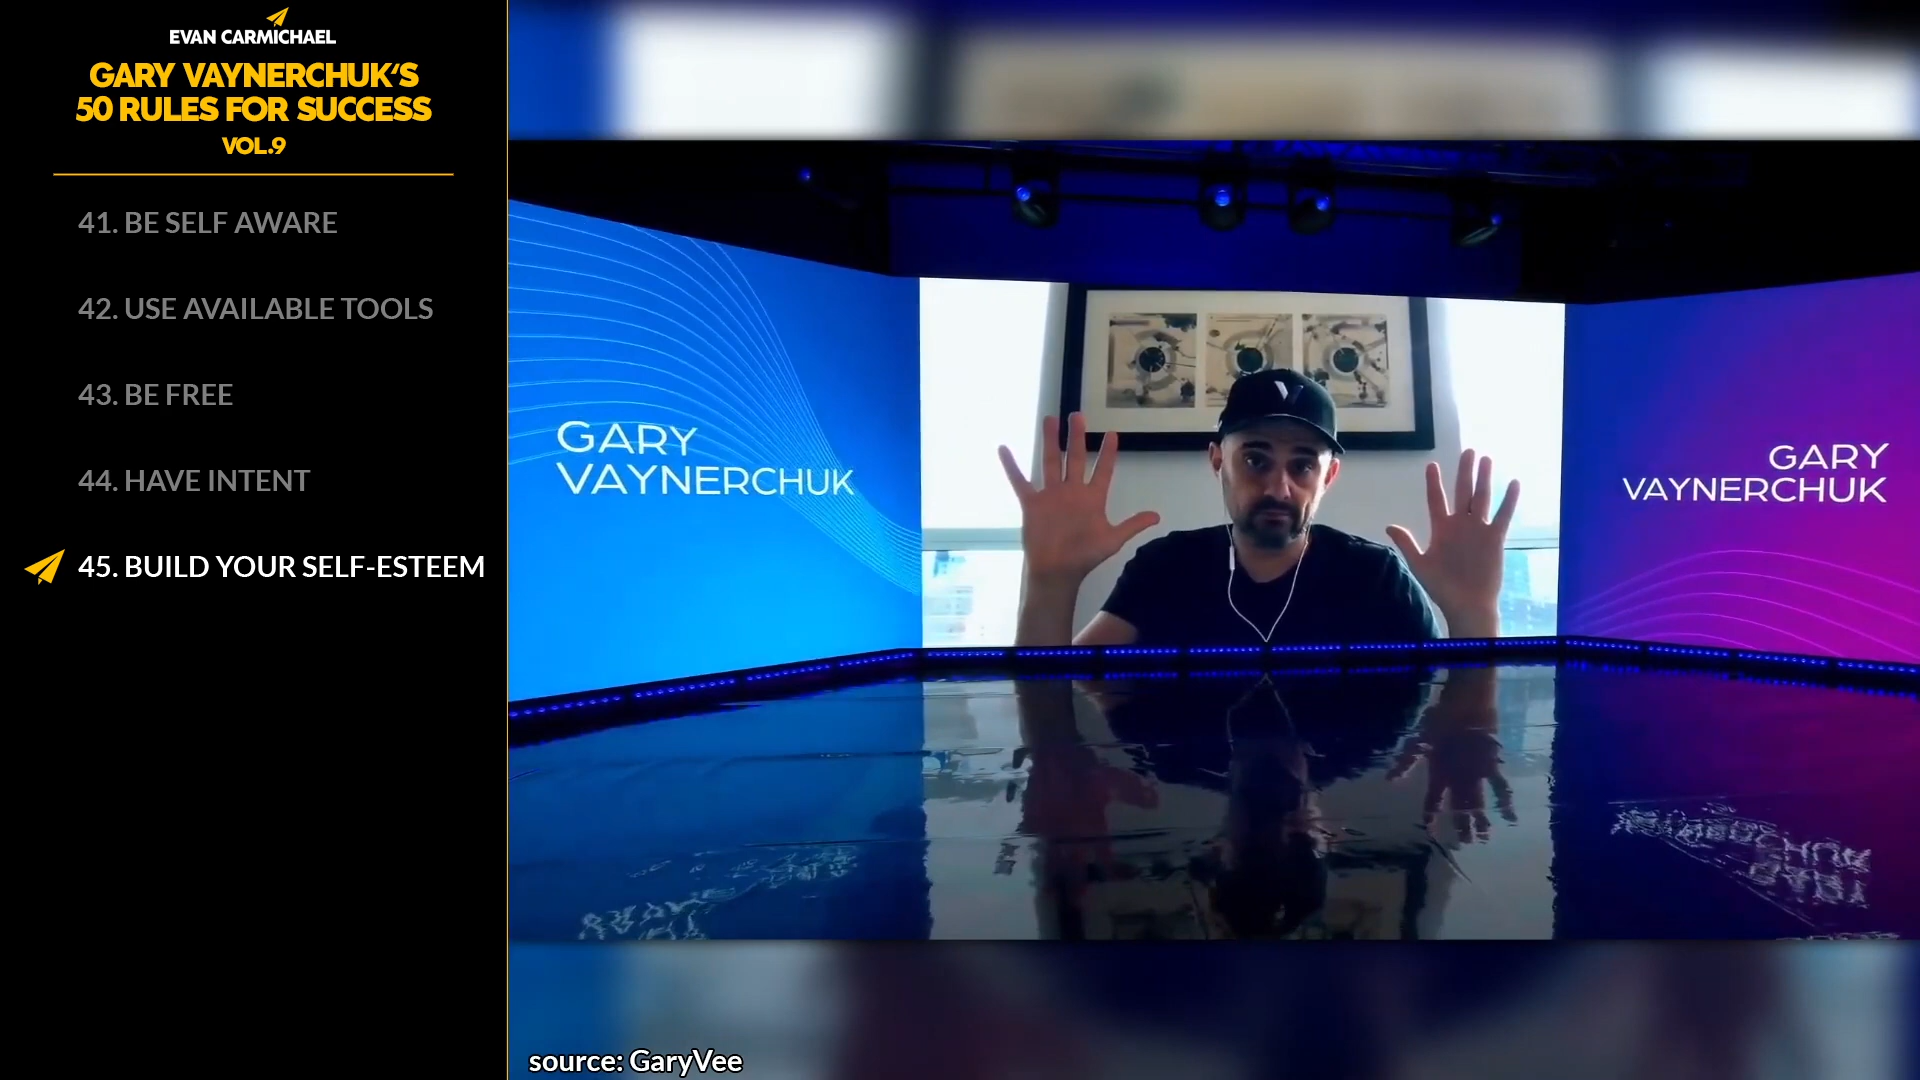 EVAN CARMICHAEL
GARY VAYNERCHUK'S
50 RULES FOR SUCCESS
VOL.9
41. BE SELF AWARE
42. USE AVAILABLE TOOLS
43. BE FREE
44. HAVE INTENT
45. BUILD YOUR SELF-ESTEEM
GARY
VAYNERCHUK
GARY
VAYNERCHUK
source: GaryVee